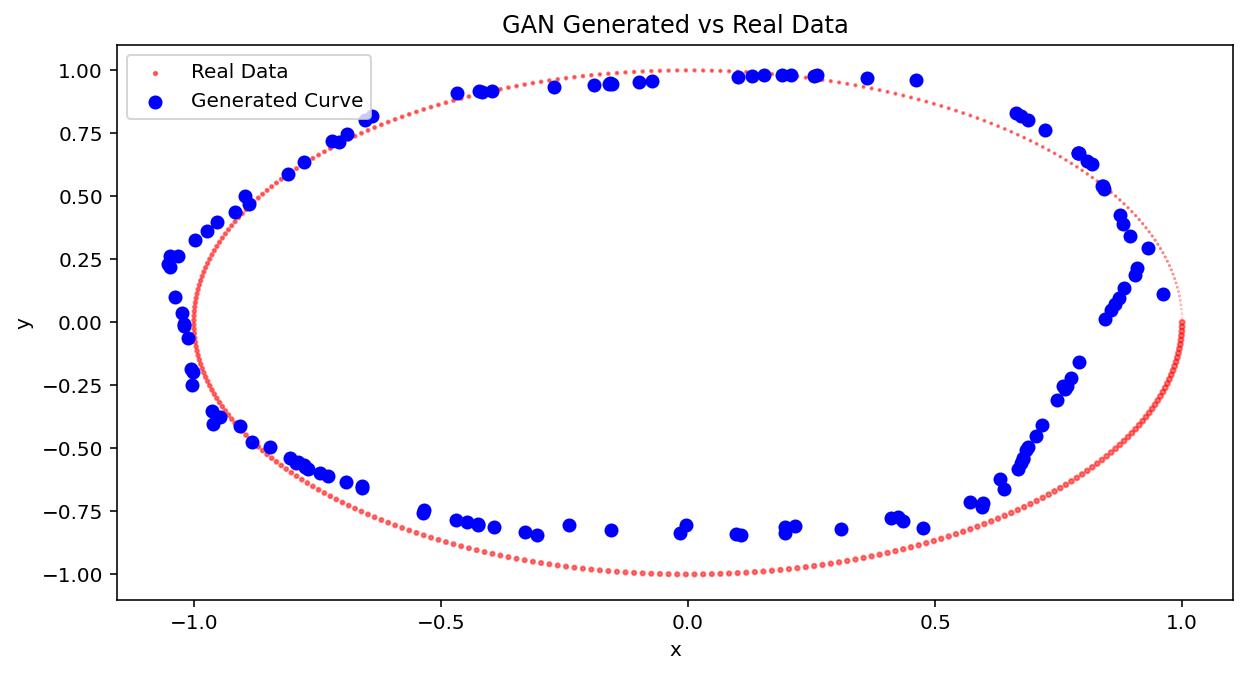 GAN Generated vs Real Data
Real Data
Generated Curve
1.00
0.75
0.50
0.25
0.00
−0.25
−0.50
−0.75
−1.00
y
−1.0 −0.5 0.0 0.5 1.0
x